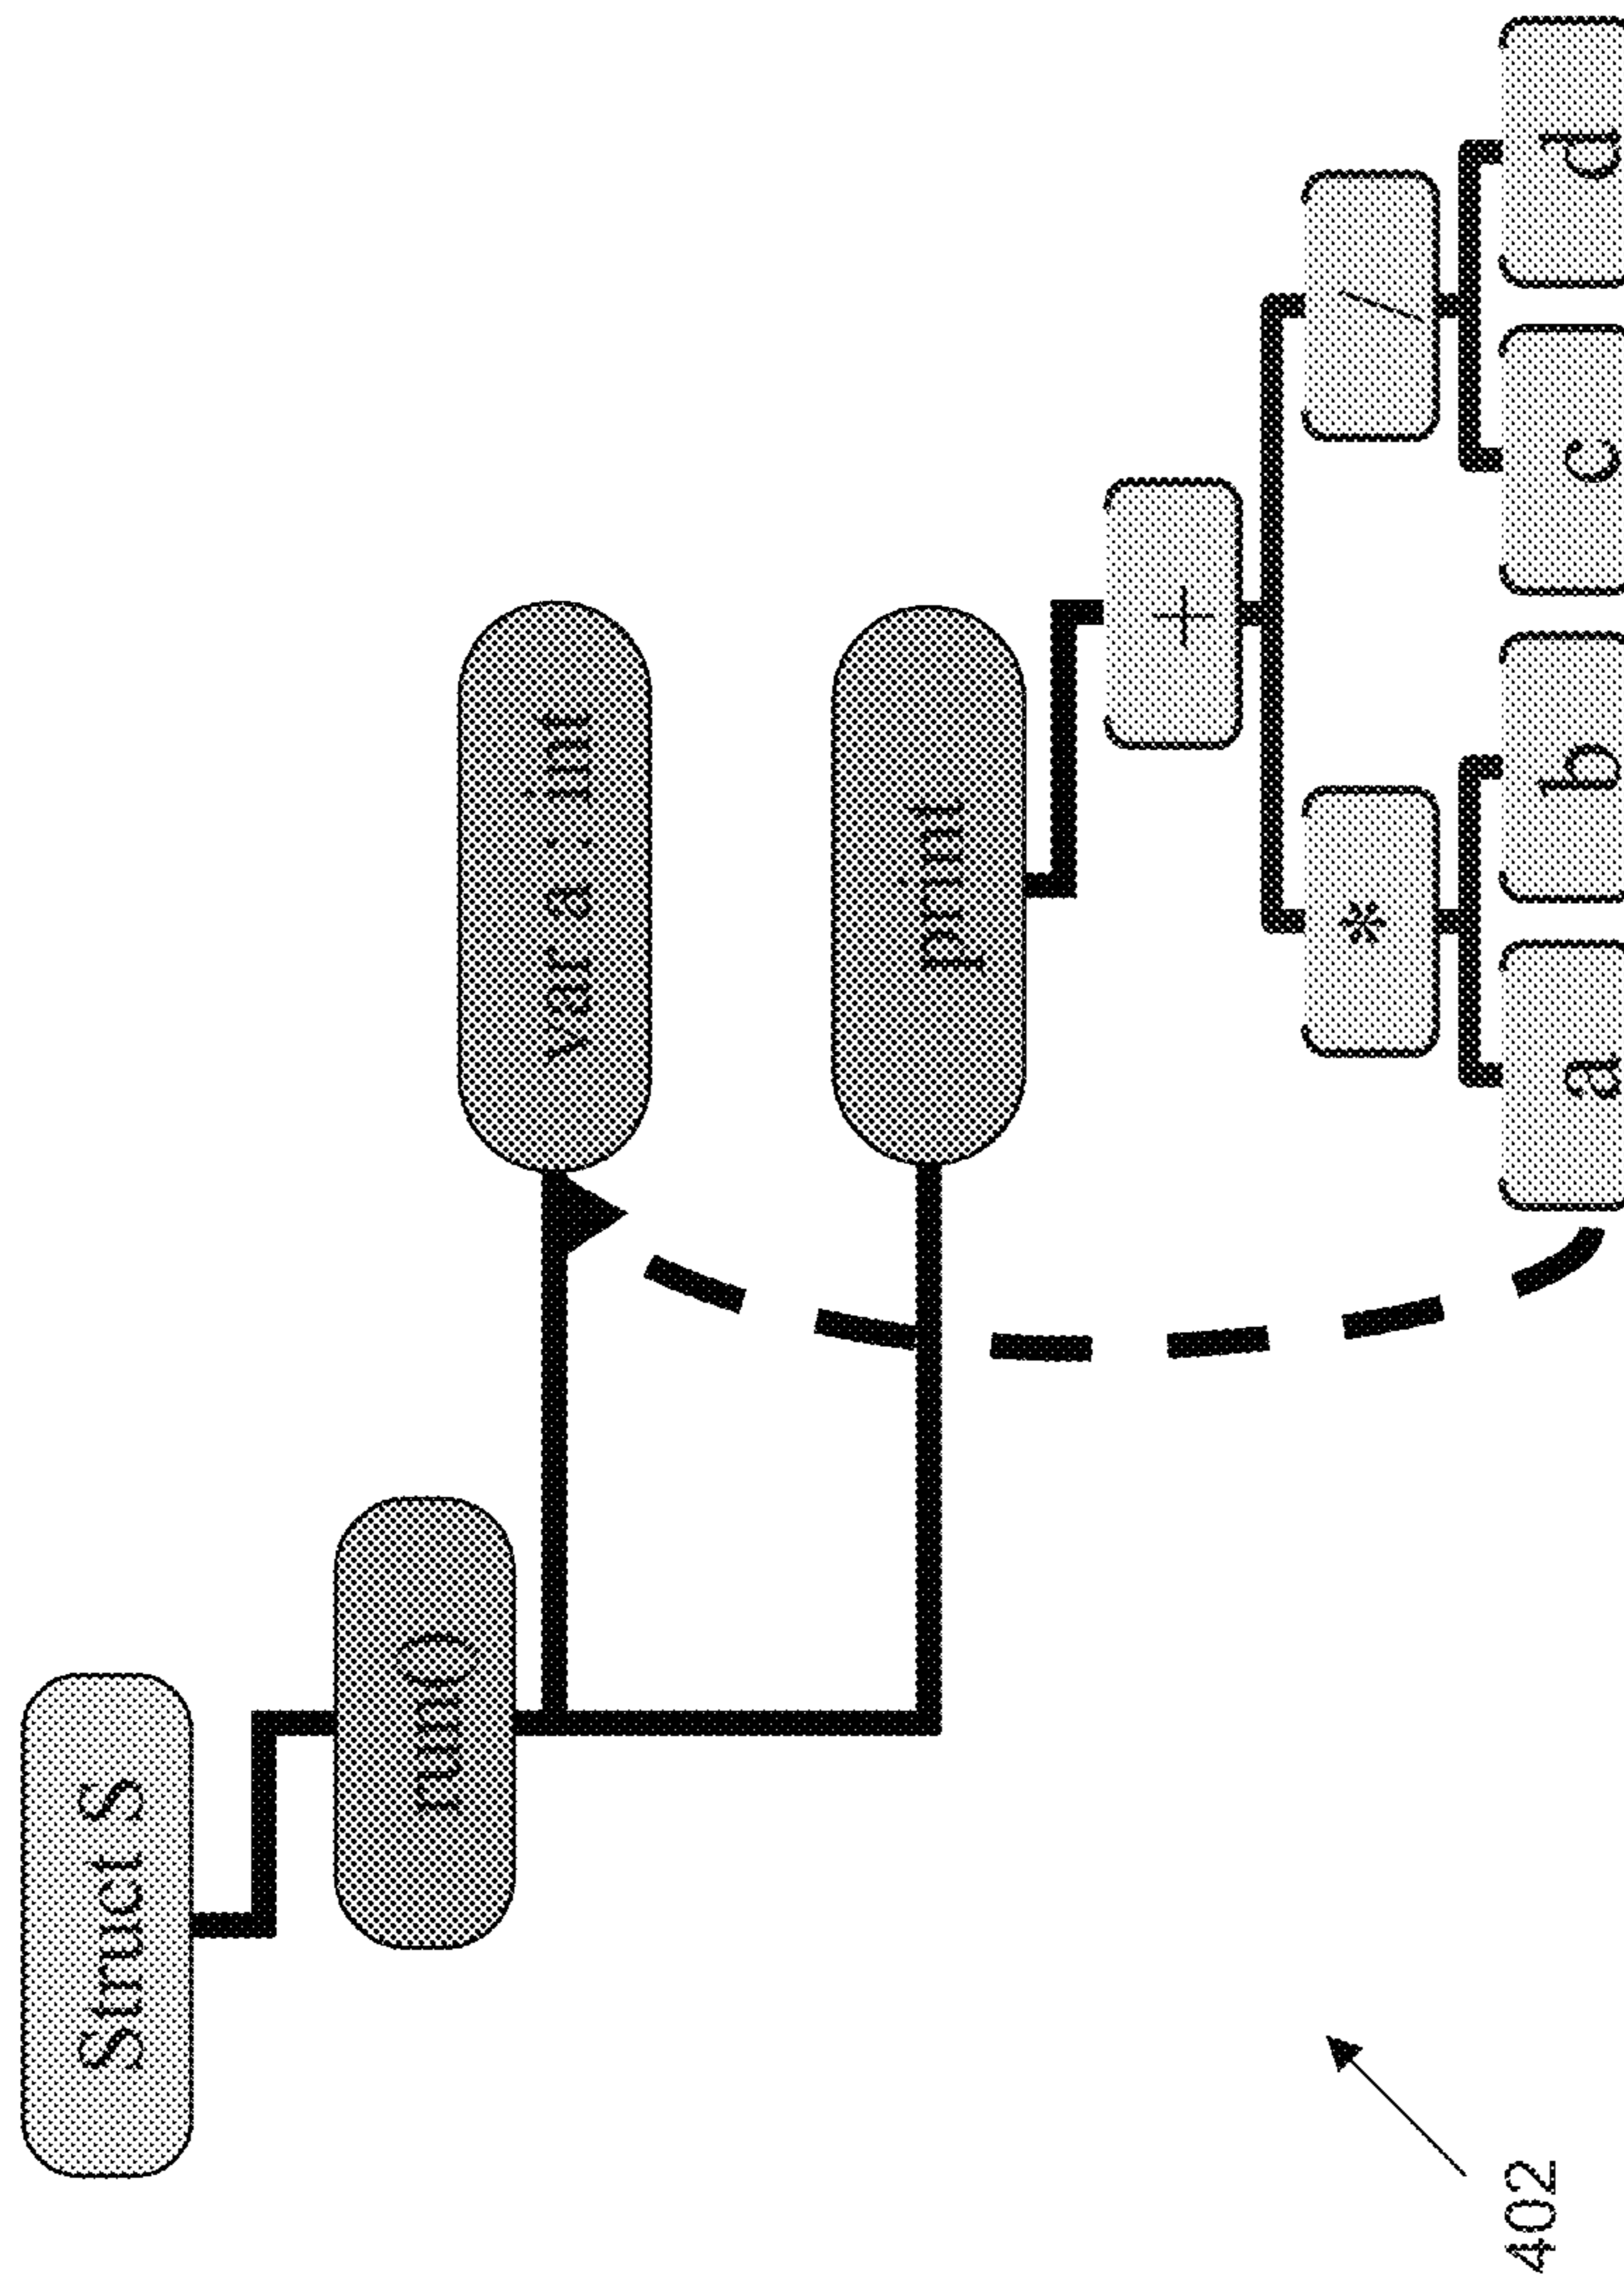 Struct S
run()
var a : int
print
+
*
/
a
b
c
d
402